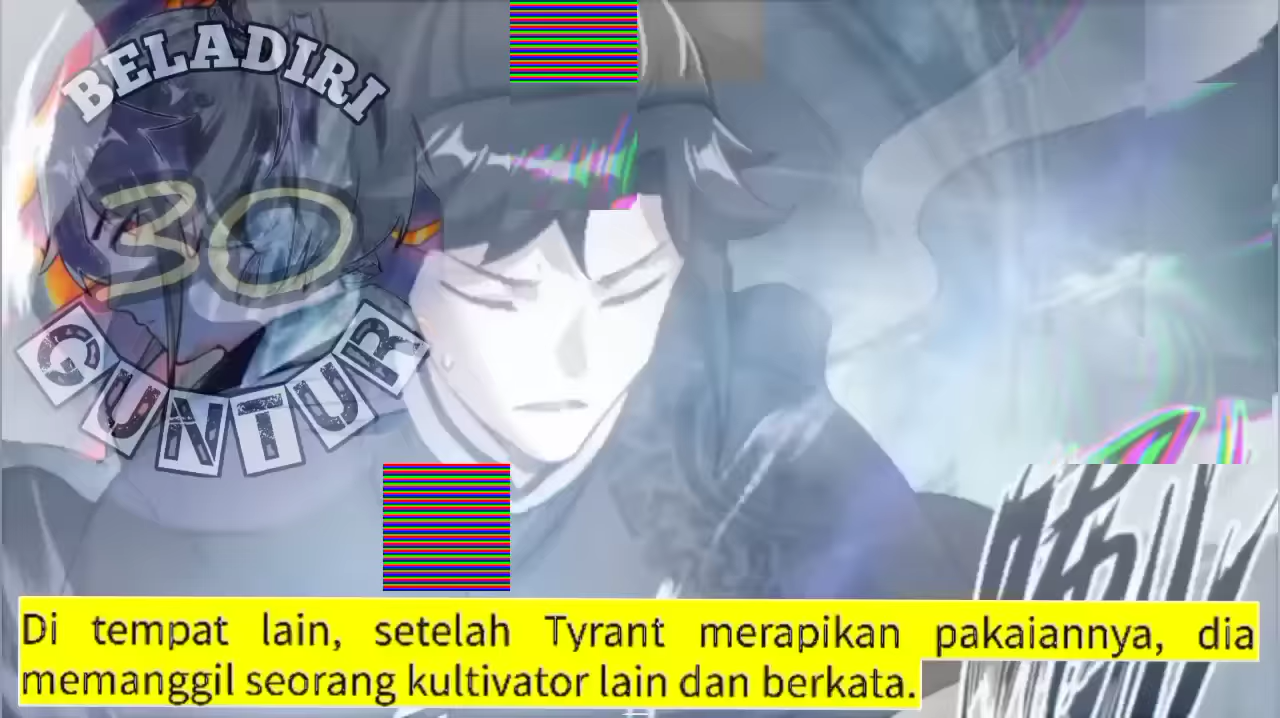 BELADIRI
30
GUNTUR
Di tempat lain, setelah Tyrant merapikan pakaiannya, dia
memanggil seorang kultivator lain dan berkata.